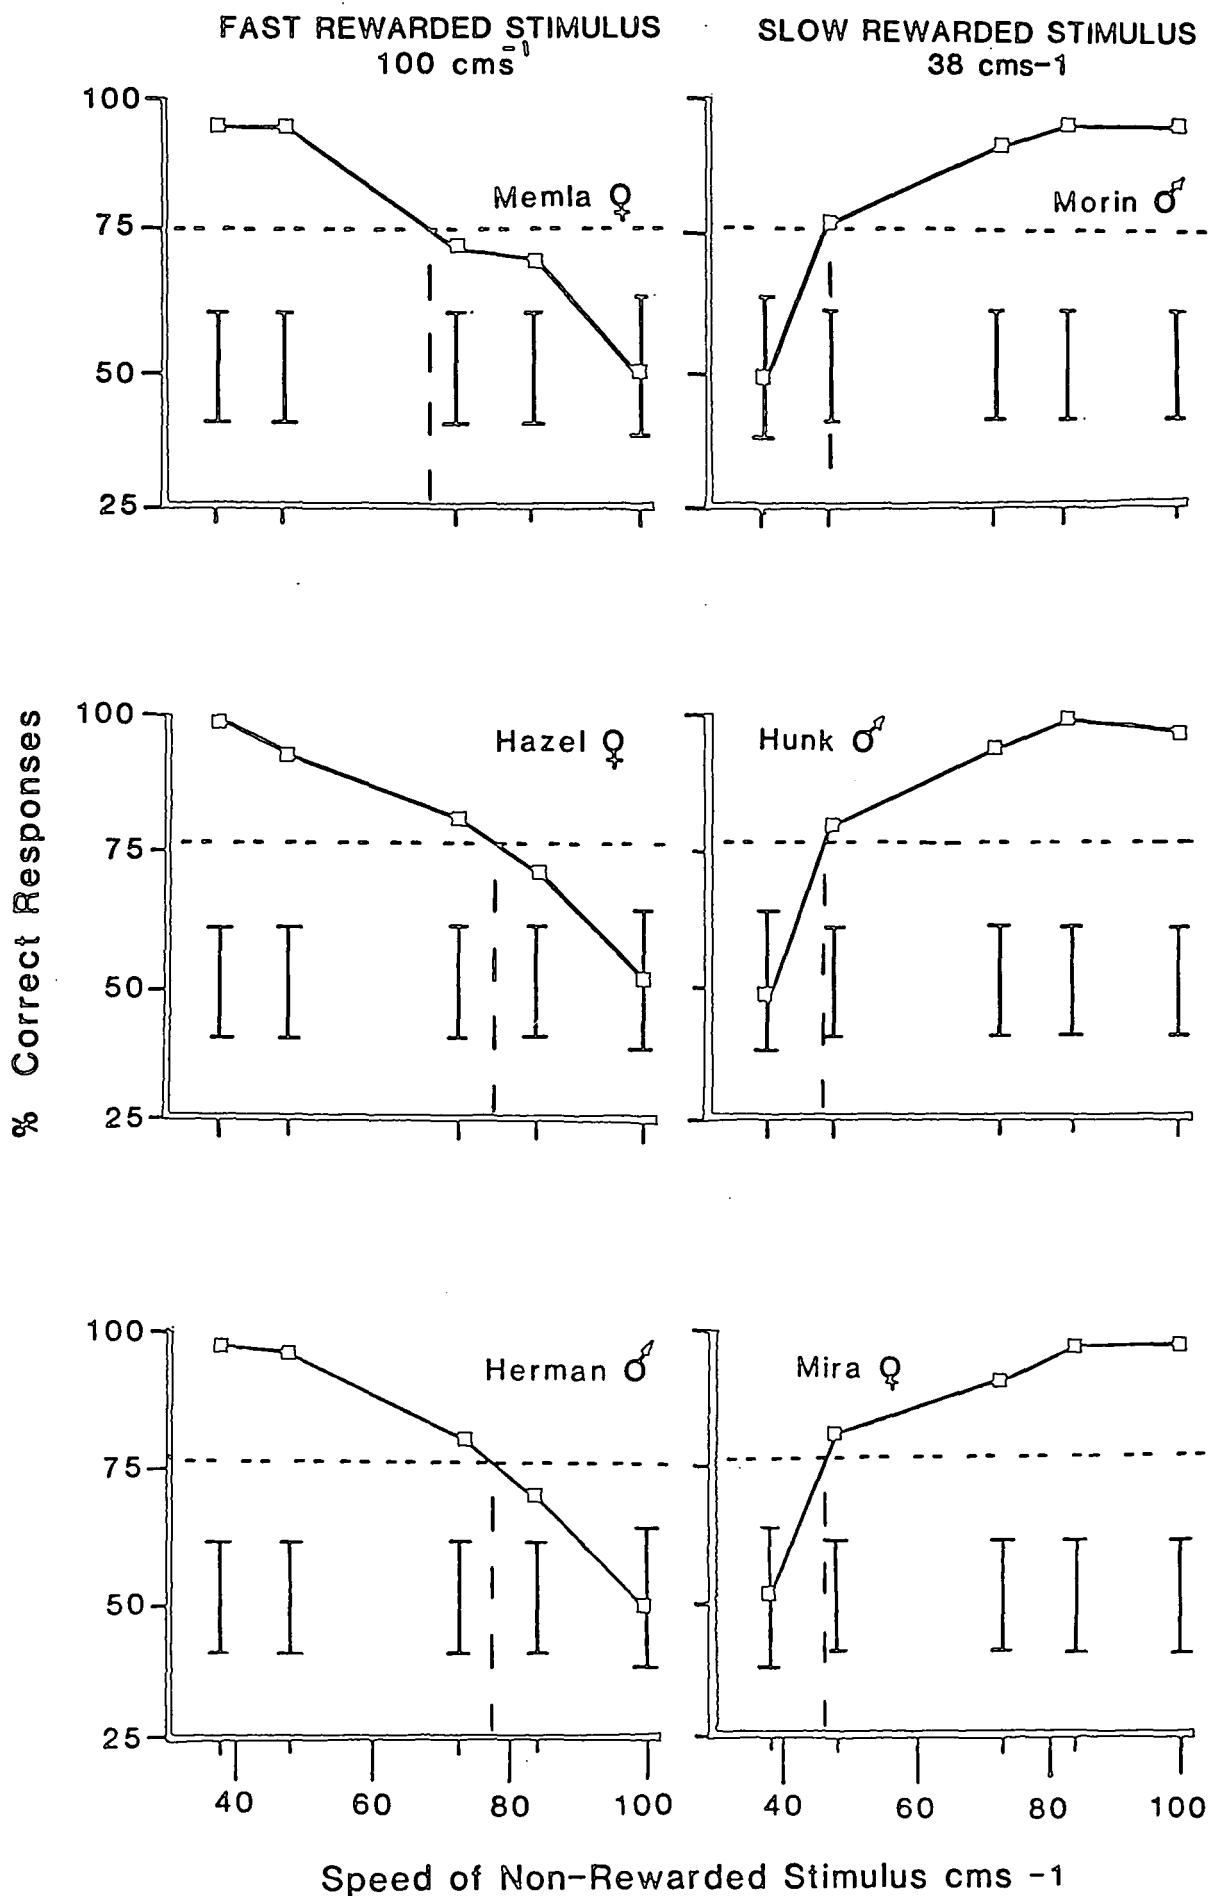 FAST REWARDED STIMULUS
100 cms⁻¹
SLOW REWARDED STIMULUS
38 cms-1
100
75
50
25
Memla ♀
Morin ♂
% Correct Responses
100
75
50
25
Hazel ♀
Hunk ♂
100
75
50
25
Herman ♂
Mira ♀
40 60 80 100
40 60 80 100
Speed of Non-Rewarded Stimulus cms -1